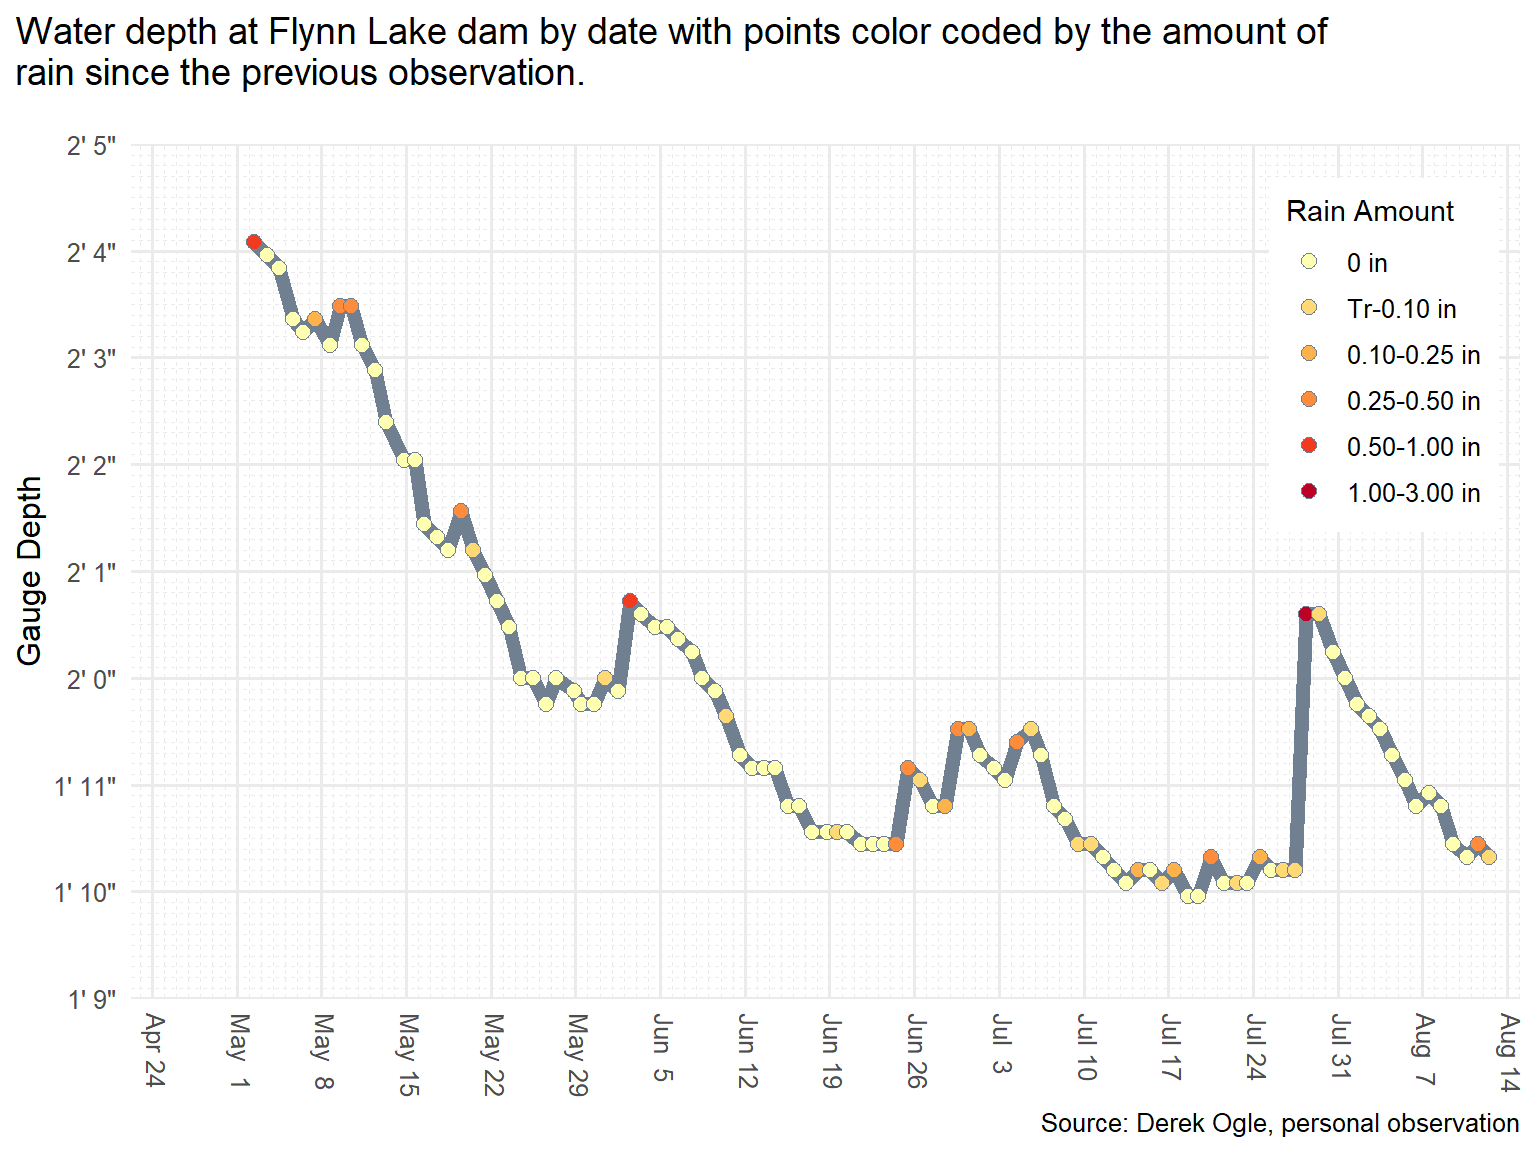 Water depth at Flynn Lake dam by date with points color coded by the amount of
rain since the previous observation.
2' 5"
2' 4"
2' 3"
2' 2"
2' 1"
2' 0"
1' 11"
1' 10"
1' 9"
Gauge Depth
Rain Amount
0 in
Tr-0.10 in
0.10-0.25 in
0.25-0.50 in
0.50-1.00 in
1.00-3.00 in
Apr 24
May 1
May 8
May 15
May 22
May 29
Jun 5
Jun 12
Jun 19
Jun 26
Jul 3
Jul 10
Jul 17
Jul 24
Jul 31
Aug 7
Aug 14
Source: Derek Ogle, personal observation